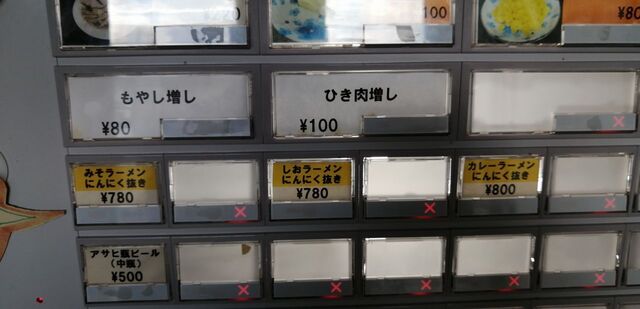 100
もやし増し
¥80
ひき肉増し
¥100
みそラーメン
にんにく抜き
¥780
しおラーメン
にんにく抜き
¥780
カレーラーメン
にんにく抜き
¥800
アサヒ瓶ビール
(中瓶)
¥500